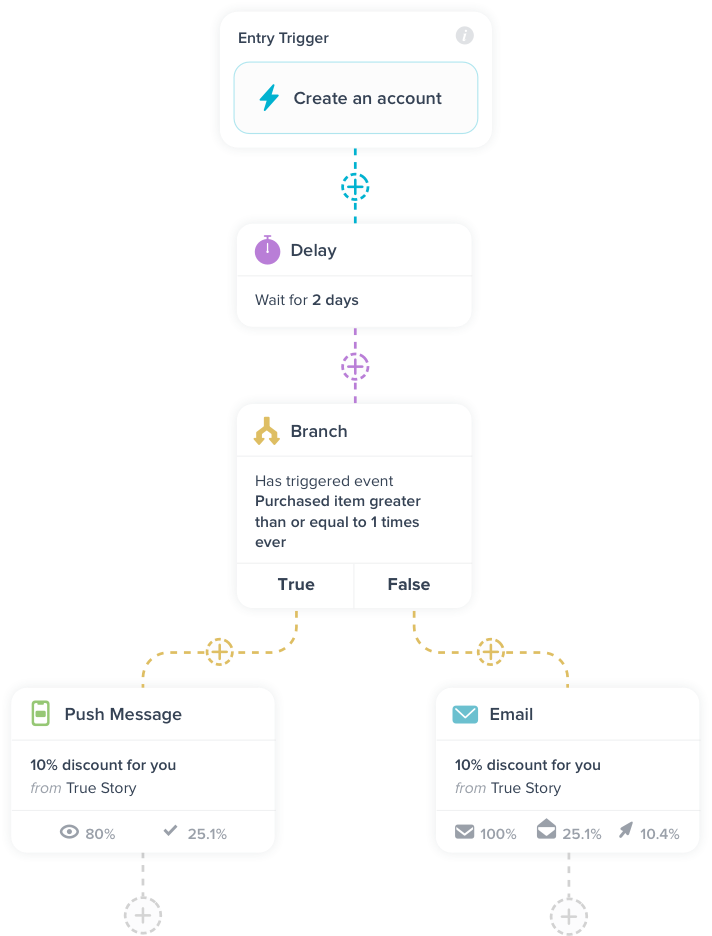 Entry Trigger
i
Create an account
Delay
Wait for 2 days
Branch
Has triggered event
Purchased item greater
than or equal to 1 times
ever
True
False
Push Message
10% discount for you
from True Story
80%
25.1%
Email
10% discount for you
from True Story
100%
25.1%
10.4%